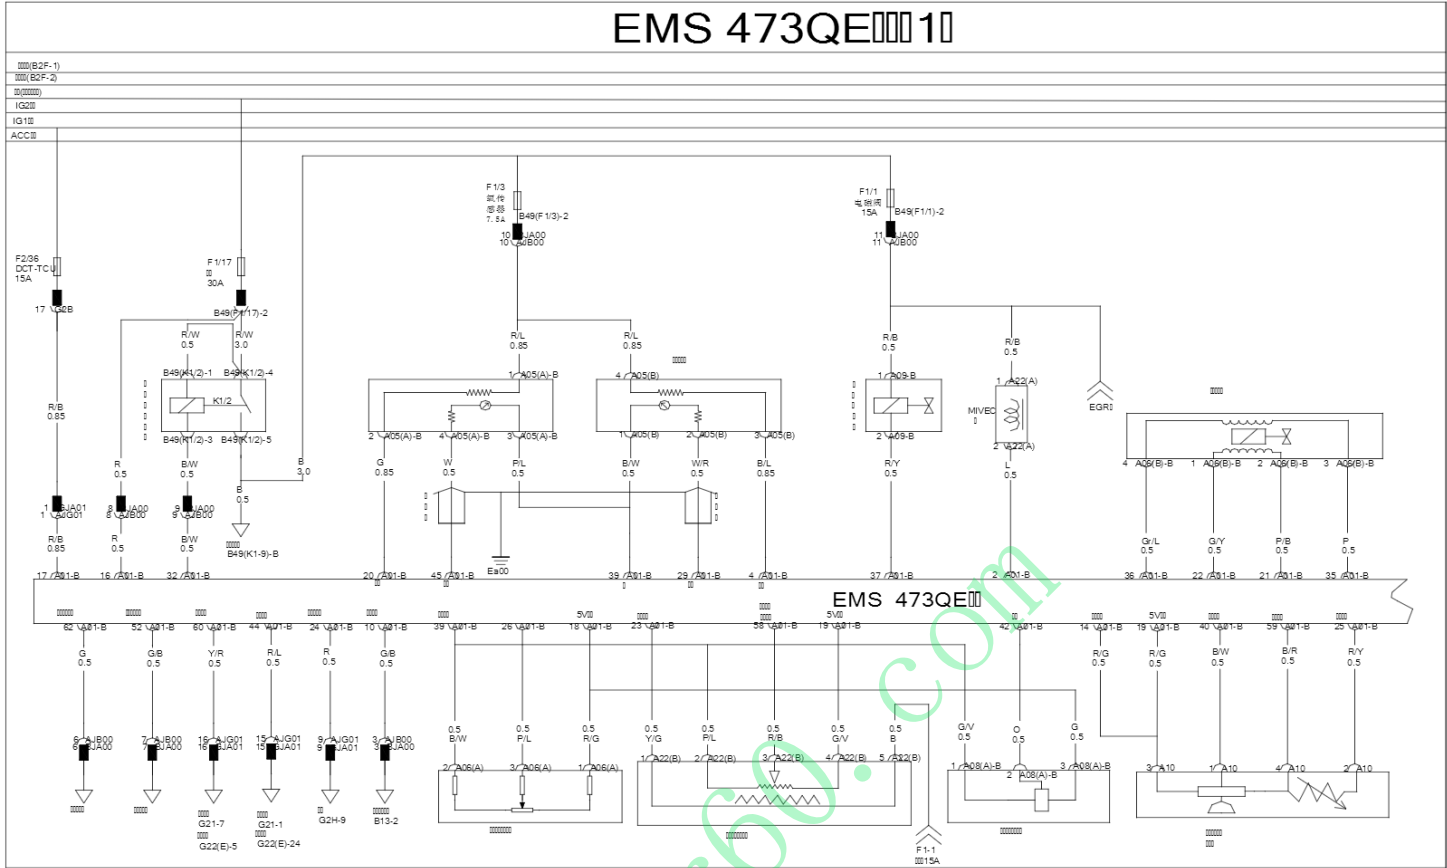 EMS 473QE 1
(B2F-1)
(B2F-2)
IG2
IG1
ACC
F1/3
氧传
感器
7.5A
B49(F1/3)-2
10 BJA00
10 AJB00
F1/1
电磁阀
15A
B49(F1/1)-2
11 BJA00
11 AJB00
F2/36
DCT-TCU
15A
17 G2B
F1/17
30A
B49(F1/17)-2
R/W
0.5
R/W
3.0
B49(K1/2)-1
B49(K1/2)-4
K1/2
B49(K1/2)-3
B49(K1/2)-5
R/B
0.85
R
0.5
B/W
0.5
B
3.0
B
0.5
B49(K1-9)-B
1 GJA01
1 AJG01
8 BJA00
8 AJB00
9 BJA00
9 AJB00
R/B
0.85
R
0.5
B/W
0.5
R/L
0.85
R/L
0.85
1 A05(A)-B
4 A05(B)
2 A05(A)-B
4 A05(A)-B
3 A05(A)-B
1 A05(B)
2 A05(B)
3 A05(B)
G
0.85
W
0.5
P/L
0.5
B/W
0.5
W/R
0.5
B/L
0.85
Ea00
R/B
0.5
1 A09-B
2 A09-B
R/Y
0.5
R/B
0.5
1 A22(A)
MIVEC
2 A22(A)
L
0.5
EGR
4 A06(B)-B
1 A06(B)-B
2 A06(B)-B
3 A06(B)-B
Gr/L
0.5
G/Y
0.5
P/B
0.5
P
0.5
17 A01-B
16 A01-B
32 A01-B
20 A01-B
45 A01-B
39 A01-B
29 A01-B
4 A01-B
37 A01-B
2 A01-B
36 A01-B
22 A01-B
21 A01-B
35 A01-B
EMS 473QE
5V
5V
5V
62 A01-B
52 A01-B
60 A01-B
44 A01-B
24 A01-B
10 A01-B
39 A01-B
26 A01-B
18 A01-B
23 A01-B
58 A01-B
19 A01-B
42 A01-B
14 A01-B
19 A01-B
40 A01-B
59 A01-B
25 A01-B
G
0.5
G/B
0.5
Y/R
0.5
R/L
0.5
R
0.5
G/B
0.5
R/G
0.5
R/G
0.5
B/W
0.5
B/R
0.5
R/Y
0.5
6 AJB00
6 BJA00
7 AJB00
7 BJA00
16 AJG01
16 GJA01
15 AJG01
15 GJA01
9 AJG01
9 GJA01
3 AJB00
3 BJA00
0.5
B/W
0.5
P/L
0.5
R/G
0.5
Y/G
0.5
P/L
0.5
R/B
0.5
G/V
0.5
B
G/V
0.5
O
0.5
G
0.5
2 A06(A)
3 A06(A)
1 A06(A)
1 A22(B)
2 A22(B)
3 A22(B)
4 A22(B)
5 A22(B)
1 A08(A)-B
2 A08(A)-B
3 A08(A)-B
3 A10
1 A10
4 A10
2 A10
G21-7
G22(E)-5
G21-1
G22(E)-24
G2H-9
B13-2
F1-1
15A
60.com